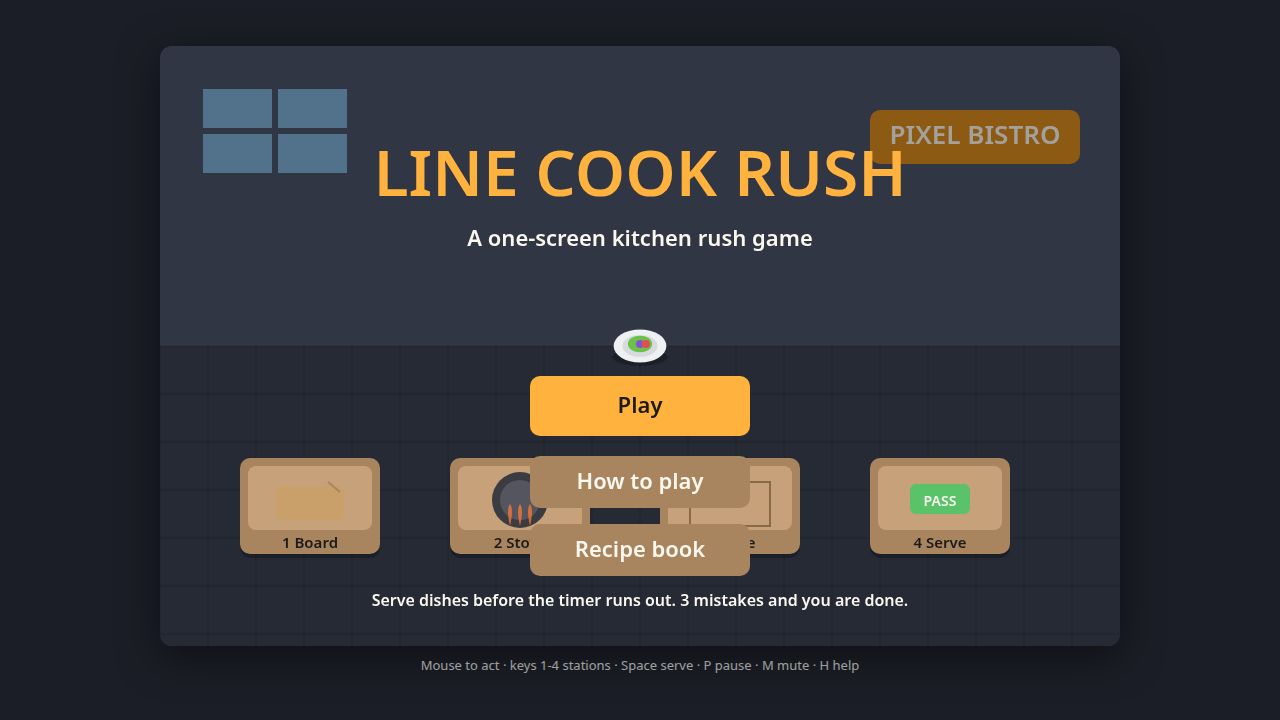 PIXEL BISTRO
LINE COOK RUSH
A one-screen kitchen rush game
Play
How to play
PASS
1 Board
2 Sto
Recipe book
4 Serve
Serve dishes before the timer runs out. 3 mistakes and you are done.
Mouse to act · keys 1-4 stations · Space serve · P pause · M mute · H help